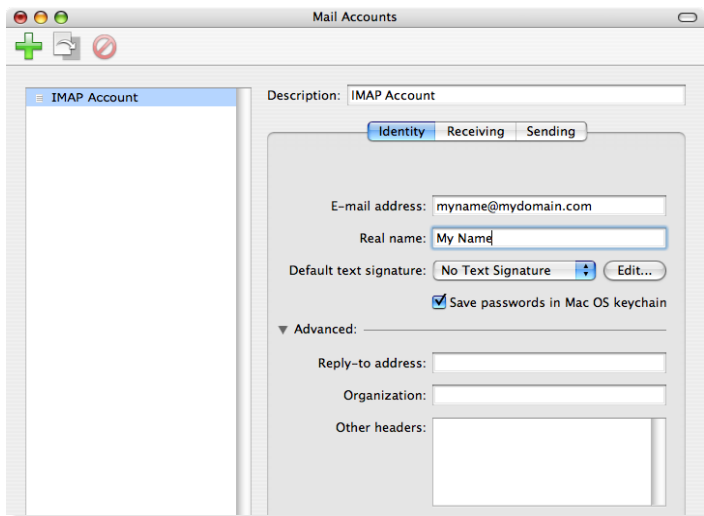 Mail Accounts
IMAP Account
Description: IMAP Account
Identity Receiving Sending
E-mail address: myname@mydomain.com
Real name: My Name
Default text signature: No Text Signature Edit...
Save passwords in Mac OS keychain
Advanced:
Reply-to address:
Organization:
Other headers: